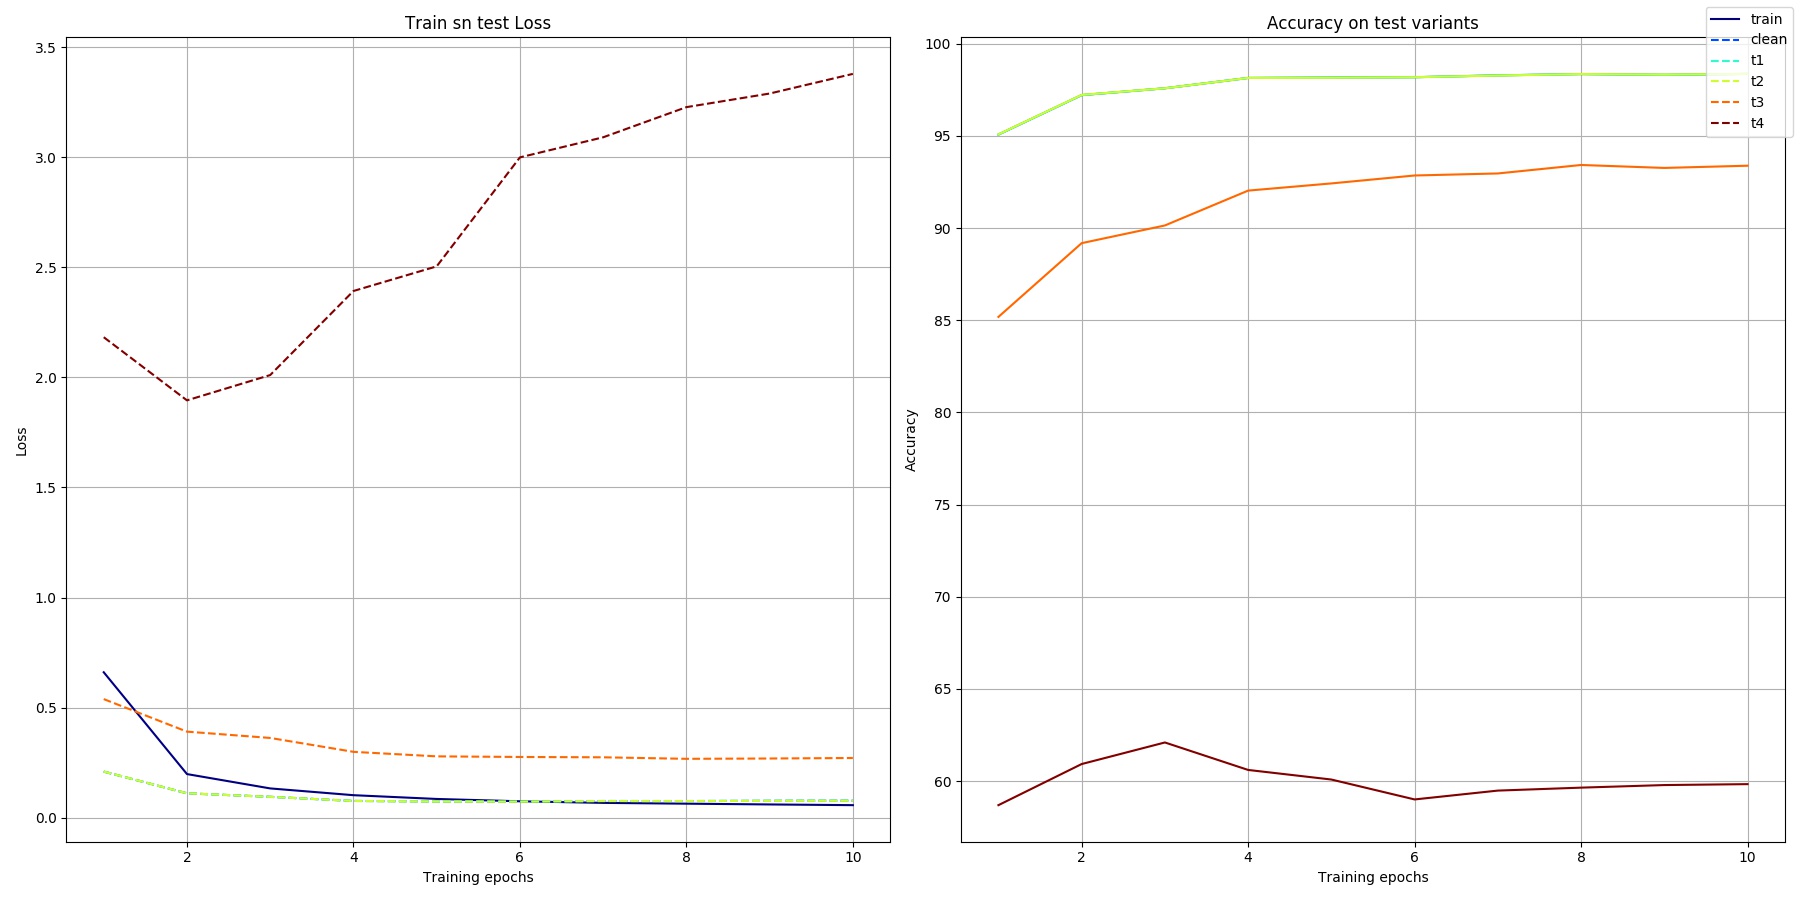 Train sn test Loss
3.5
3.0
2.5
2.0
1.5
1.0
0.5
0.0
Loss
2
4
6
8
10
Training epochs
Accuracy on test variants
100
95
90
85
80
75
70
65
60
Accuracy
2
4
6
8
10
Training epochs
train
clean
t1
t2
t3
t4